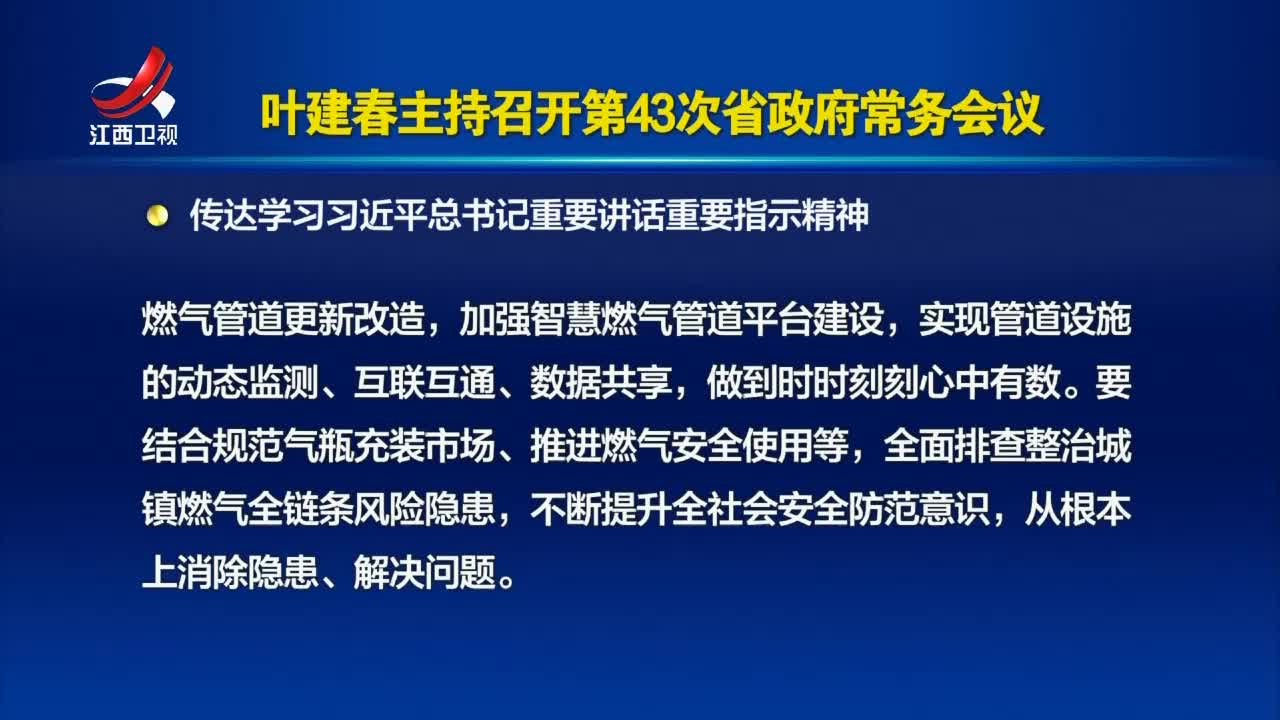 江西卫视
叶建春主持召开第43次省政府常务会议
传达学习习近平总书记重要讲话重要指示精神
燃气管道更新改造，加强智慧燃气管道平台建设，实现管道设施
的动态监测、互联互通、数据共享，做到时时刻刻心中有数。要
结合规范气瓶充装市场、推进燃气安全使用等，全面排查整治城
镇燃气全链条风险隐患，不断提升全社会安全防范意识，从根本
上消除隐患、解决问题。